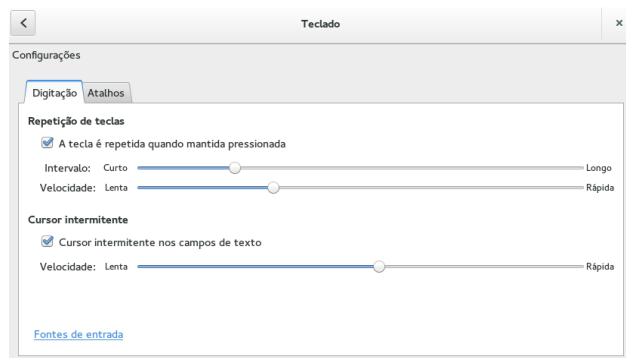 Teclado
Configurações
Digitação Atalhos
Repetição de teclas
A tecla é repetida quando mantida pressionada
Intervalo: Curto Longo
Velocidade: Lenta Rápida
Cursor intermitente
Cursor intermitente nos campos de texto
Velocidade: Lenta Rápida
Fontes de entrada